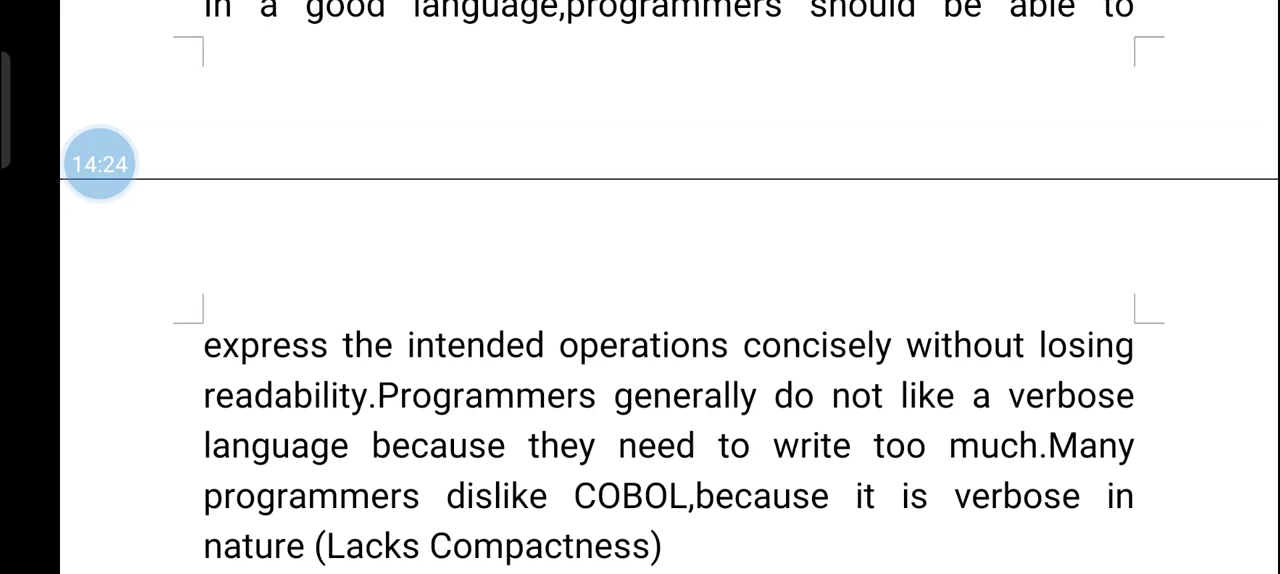 In a good language,programmers should be able to
14:24
express the intended operations concisely without losing
readability.Programmers generally do not like a verbose
language because they need to write too much.Many
programmers dislike COBOL,because it is verbose in
nature (Lacks Compactness)